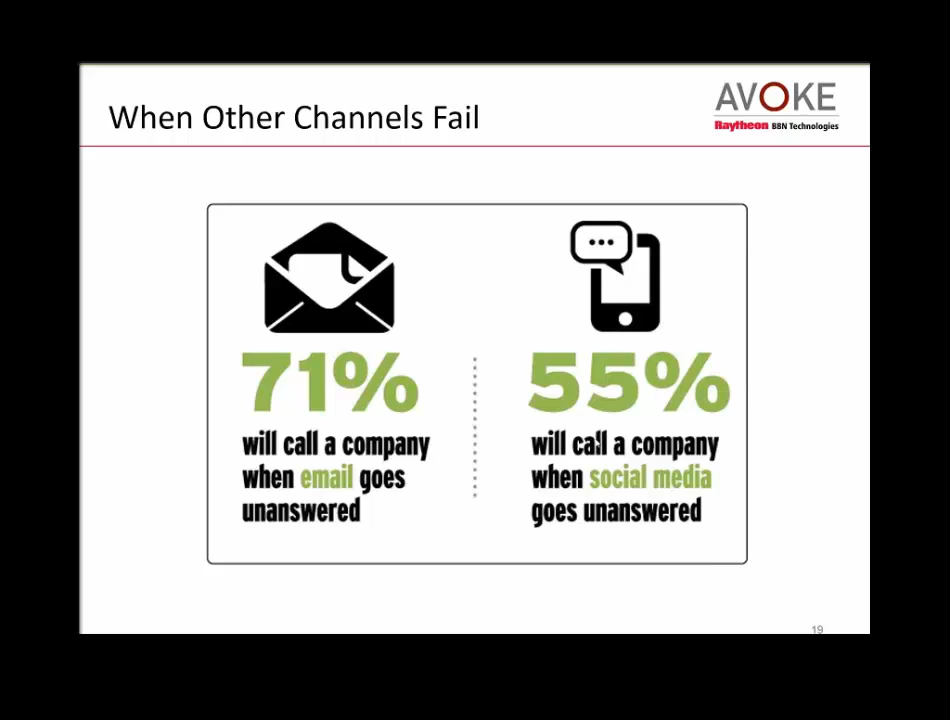 When Other Channels Fail
AVOKE
Raytheon BBN Technologies
71%
will call a company
when email goes
unanswered
55%
will call a company
when social media
goes unanswered
19